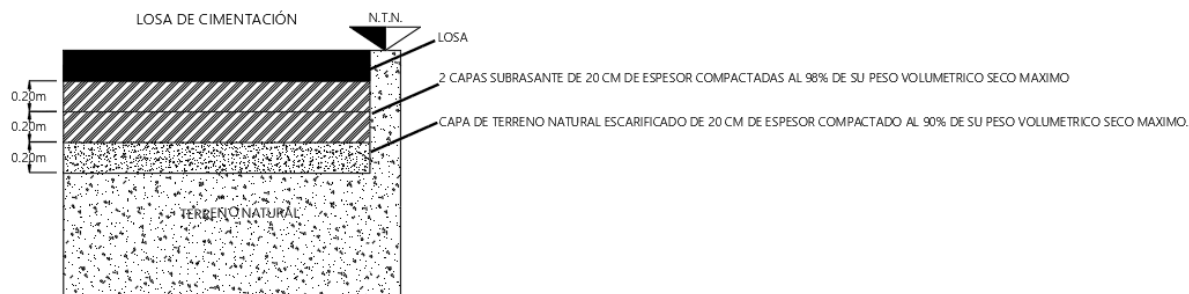 LOSA DE CIMENTACIÓN
N.T.N.
LOSA
2 CAPAS SUBRASANTE DE 20 CM DE ESPESOR COMPACTADAS AL 98% DE SU PESO VOLUMETRICO SECO MAXIMO
0.20m
0.20m
CAPA DE TERRENO NATURAL ESCARIFICADO DE 20 CM DE ESPESOR COMPACTADO AL 90% DE SU PESO VOLUMETRICO SECO MAXIMO.
0.20m
TERRENO NATURAL